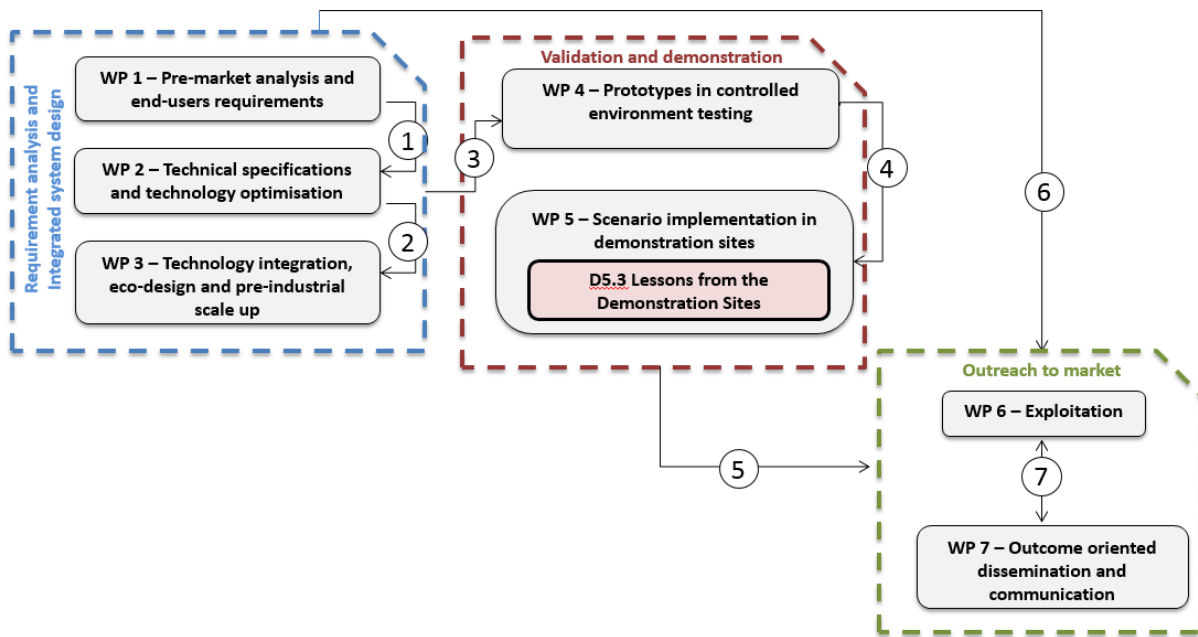 Requirement analysis and
Integrated system design
WP 1 – Pre-market analysis and
end-users requirements
1
WP 2 – Technical specifications
and technology optimisation
2
WP 3 – Technology integration,
eco-design and pre-industrial
scale up
3
Validation and demonstration
WP 4 – Prototypes in controlled
environment testing
4
WP 5 – Scenario implementation in
demonstration sites
D5.3 Lessons from the
Demonstration Sites
5
6
Outreach to market
WP 6 – Exploitation
7
WP 7 – Outcome oriented
dissemination and
communication